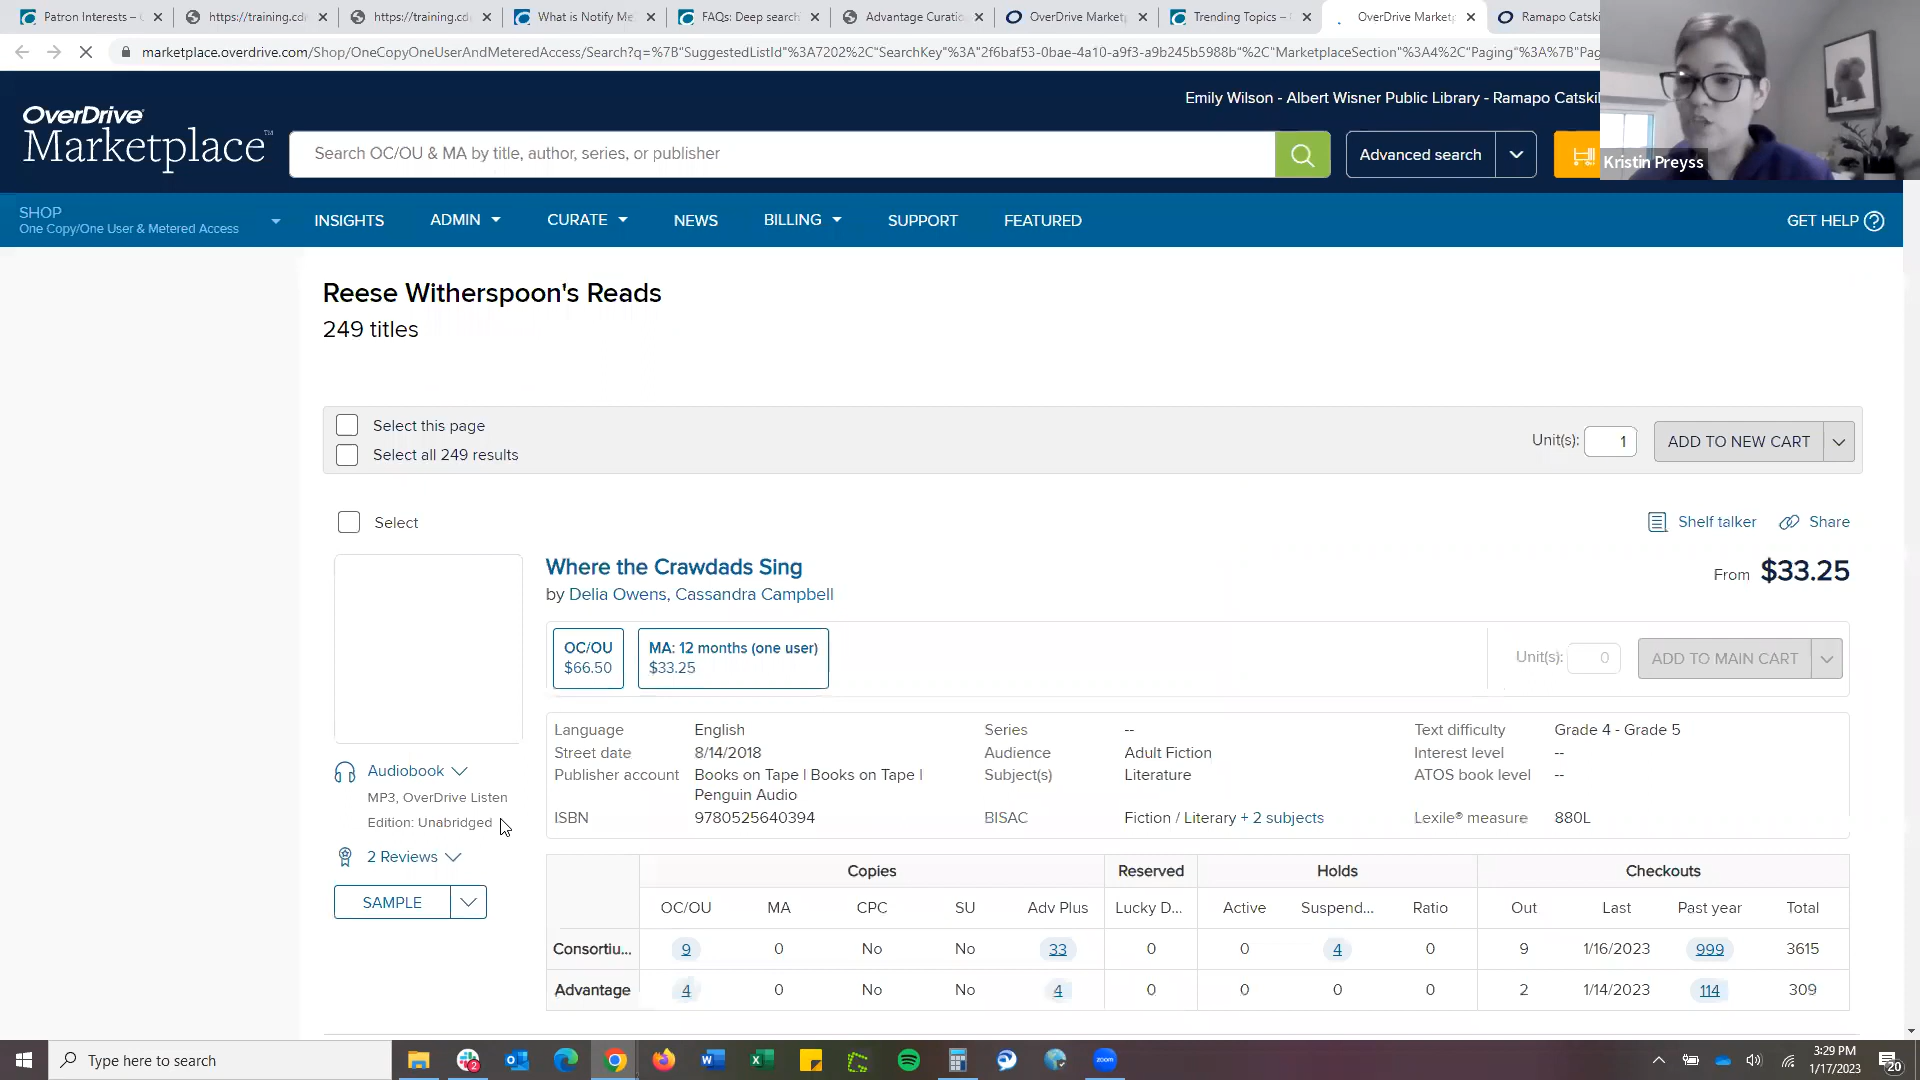 Patron Interests –
https://training.cd
https://training.cd
What is Notify Me
FAQs: Deep search
Advantage Curatio
OverDrive Market
Trending Topics –
OverDrive Market
Ramapo Catski
marketplace.overdrive.com/Shop/OneCopyOneUserAndMeteredAccess/Search?q=%7B"SuggestedListId"%3A7202%2C"SearchKey"%3A"2f6baf53-0bae-4a10-a9f3-a9b245b5988b"%2C"MarketplaceSection"%3A4%2C"Paging"%3A%7B"Pag
OverDrive
Marketplace™
Emily Wilson - Albert Wisner Public Library - Ramapo Catskil
Search OC/OU & MA by title, author, series, or publisher
Advanced search
Kristin Preyss
SHOP
One Copy/One User & Metered Access
INSIGHTS
ADMIN
CURATE
NEWS
BILLING
SUPPORT
FEATURED
GET HELP ?
Reese Witherspoon's Reads
249 titles
Select this page
Select all 249 results
Unit(s): 1
ADD TO NEW CART
Select
Shelf talker
Share
Where the Crawdads Sing
by Delia Owens, Cassandra Campbell
From $33.25
OC/OU
$66.50
MA: 12 months (one user)
$33.25
Unit(s): 0
ADD TO MAIN CART
Language English
Street date 8/14/2018
Publisher account Books on Tape | Books on Tape |
Penguin Audio
ISBN 9780525640394
Series --
Audience Adult Fiction
Subject(s) Literature
BISAC Fiction / Literary + 2 subjects
Text difficulty Grade 4 - Grade 5
Interest level --
ATOS book level --
Lexile® measure 880L
Audiobook
MP3, OverDrive Listen
Edition: Unabridged
2 Reviews
SAMPLE
Copies Reserved Holds Checkouts
OC/OU MA CPC SU Adv Plus Lucky D... Active Suspend... Ratio Out Last Past year Total
Consortiu... 9 0 No No 33 0 0 4 0 9 1/16/2023 999 3615
Advantage 4 0 No No 4 0 0 0 0 2 1/14/2023 114 309
Type here to search
zoom
3:29 PM
1/17/2023
20